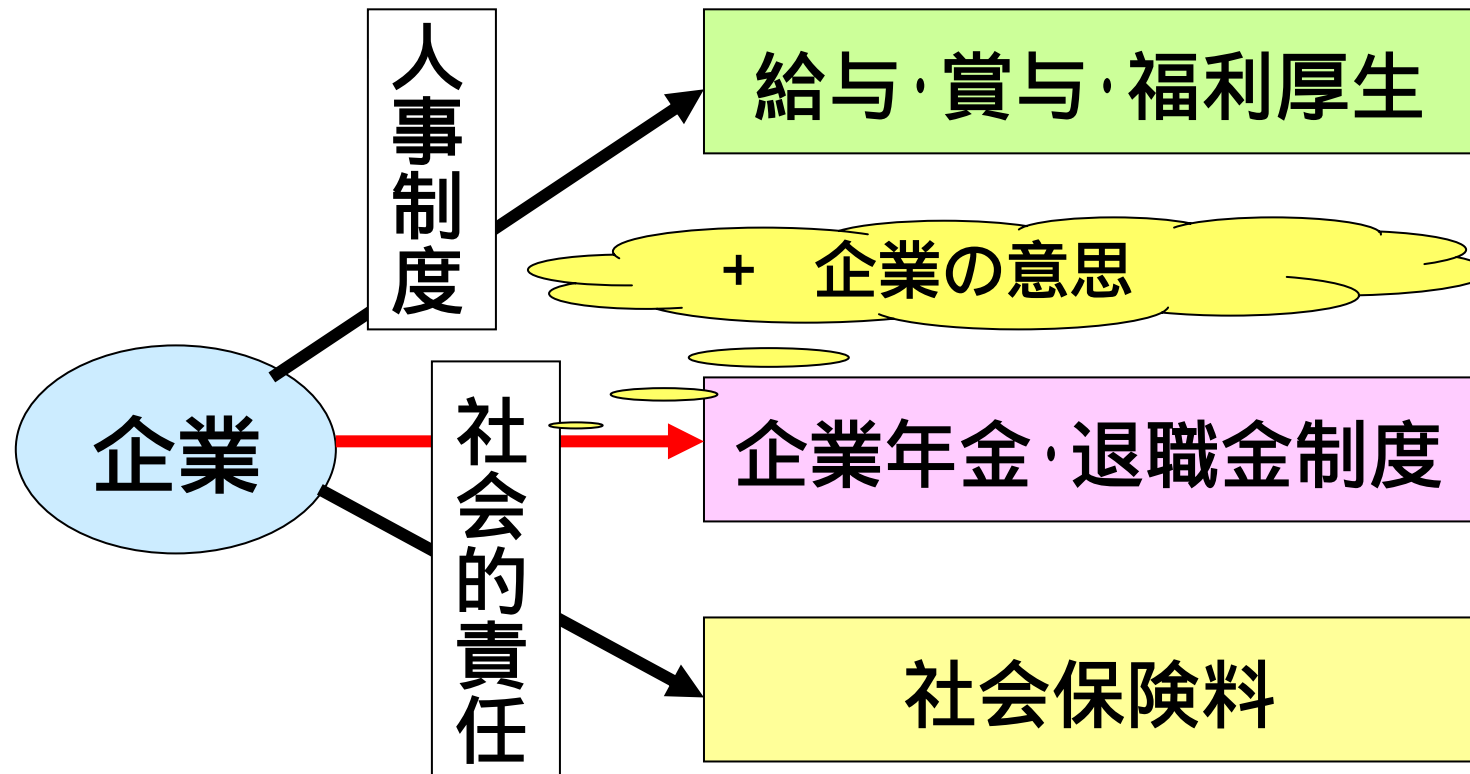 人事制度
給与・賞与・福利厚生
+ 企業の意思
企業
社会的責任
企業年金・退職金制度
社会保険料